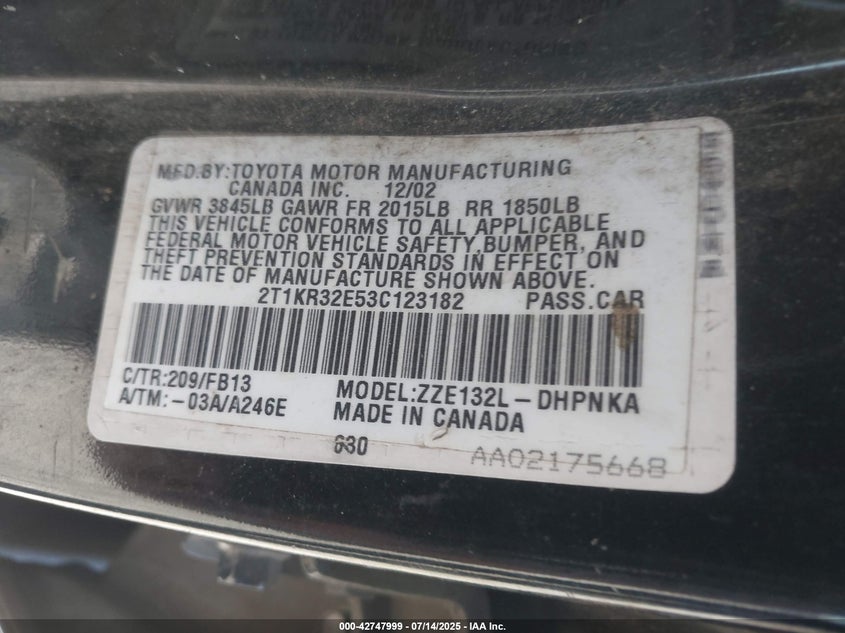 MFD.BY:TOYOTA MOTOR MANUFACTURING
CANADA INC. 12/02
GVWR 3845LB GAWR FR 2015LB RR 1850LB
THIS VEHICLE CONFORMS TO ALL APPLICABLE
FEDERAL MOTOR VEHICLE SAFETY,BUMPER, AND
THEFT PREVENTION STANDARDS IN EFFECT ON
THE DATE OF MANUFACTURE SHOWN ABOVE.
2T1KR32E53C123182 PASS.CAR
C/TR:209/FB13 MODEL:ZZE132L-DHPNKA
A/TM:-03A/A246E MADE IN CANADA
630 AA02175668
000-42747999 | 07/14/2025 | IAA Inc.